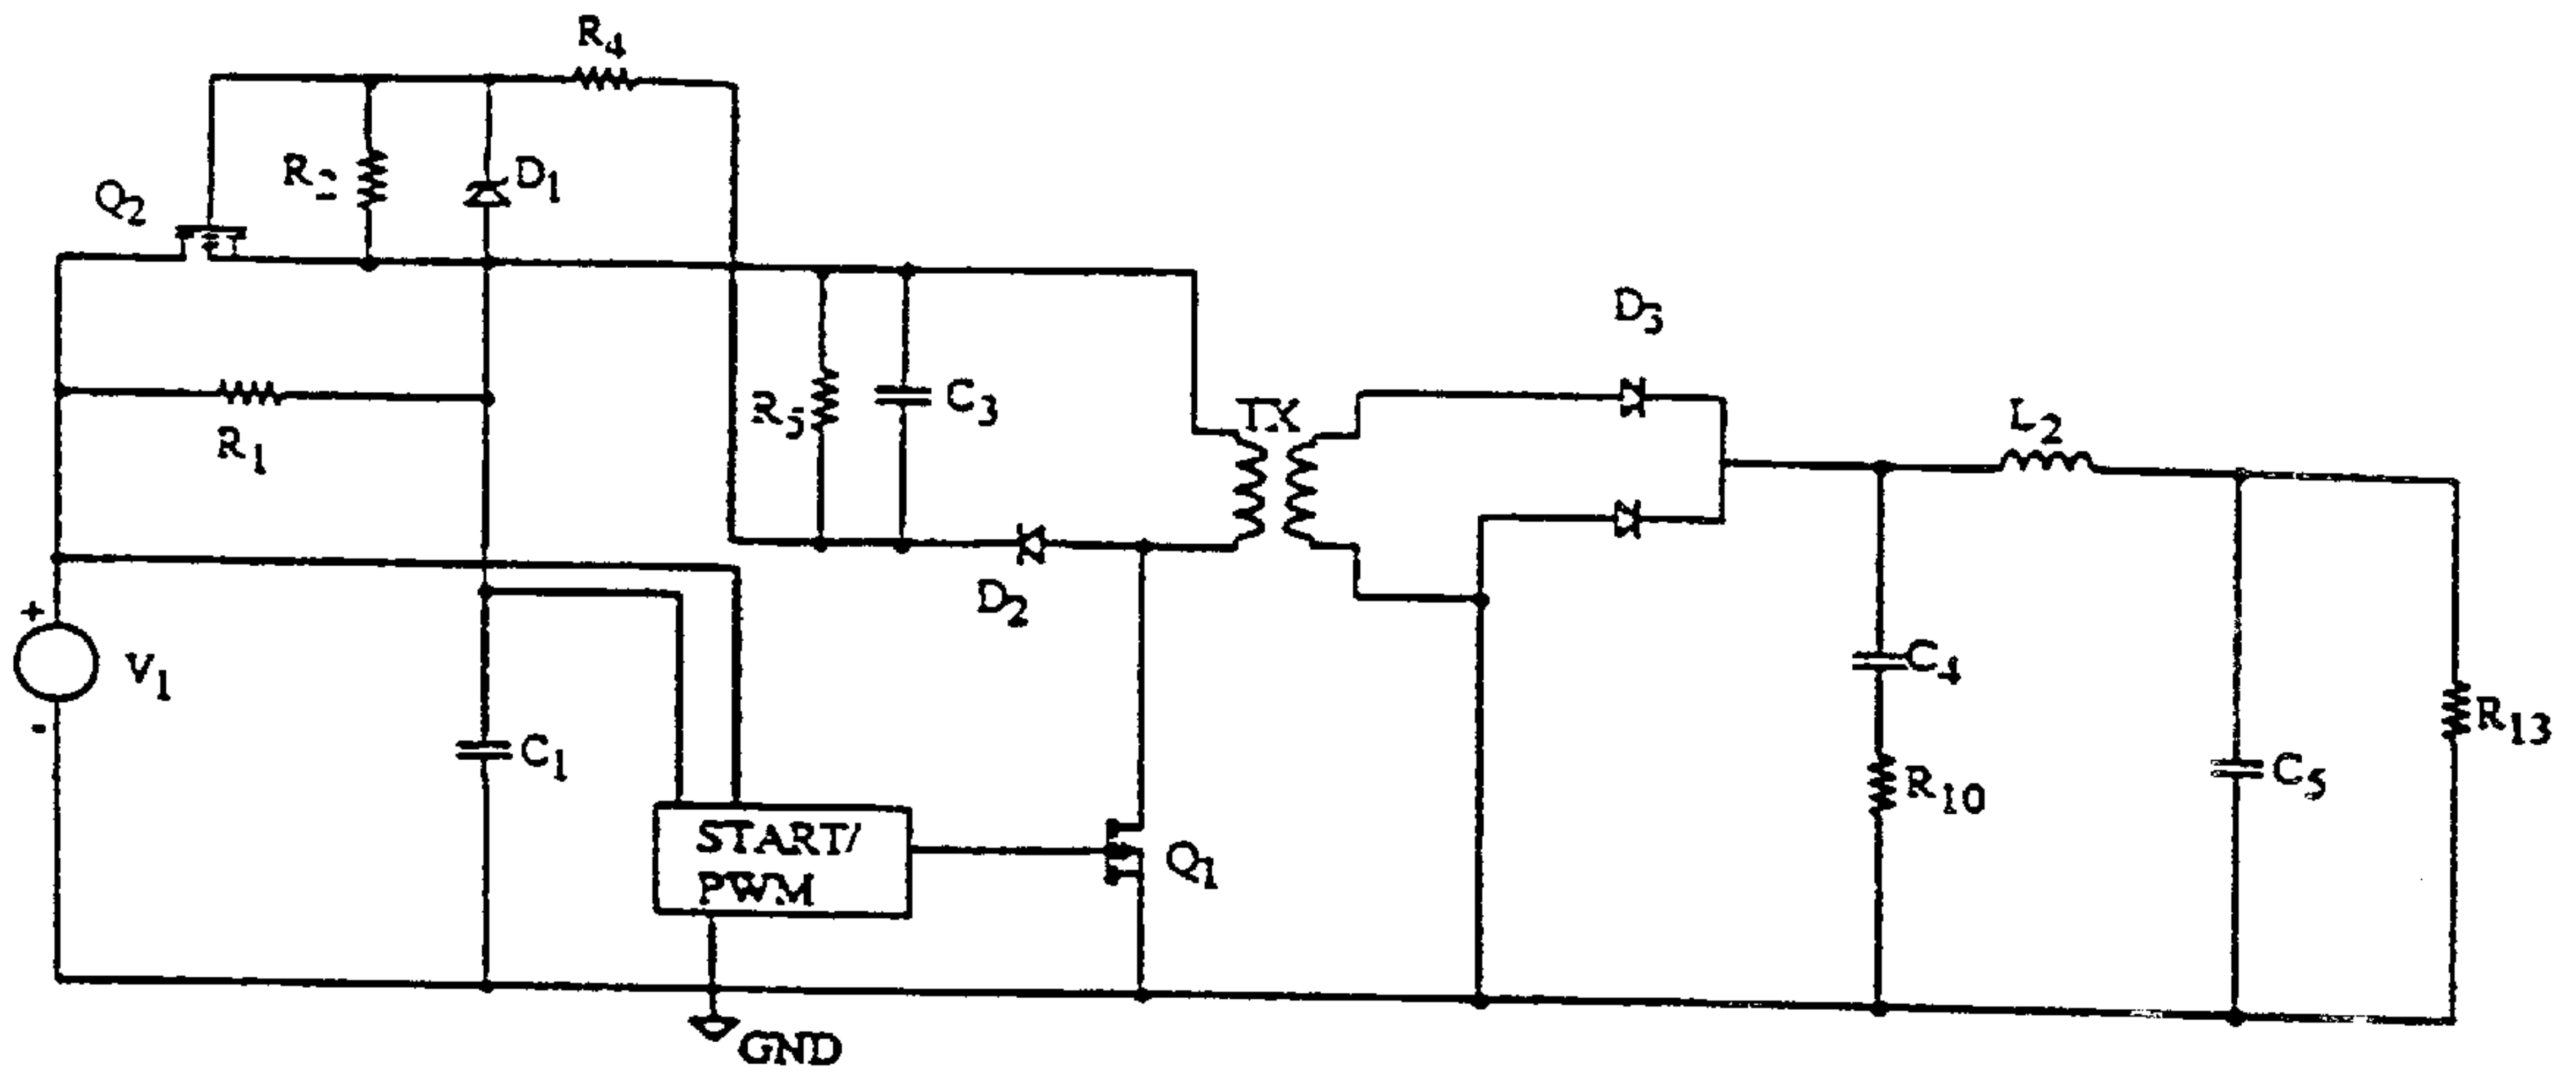 R4
R2
D1
Q2
D3
R5
C3
TX
L2
R1
D2
+
V1
-
C4
R13
C1
R10
C5
START/
PWM
Q1
GND